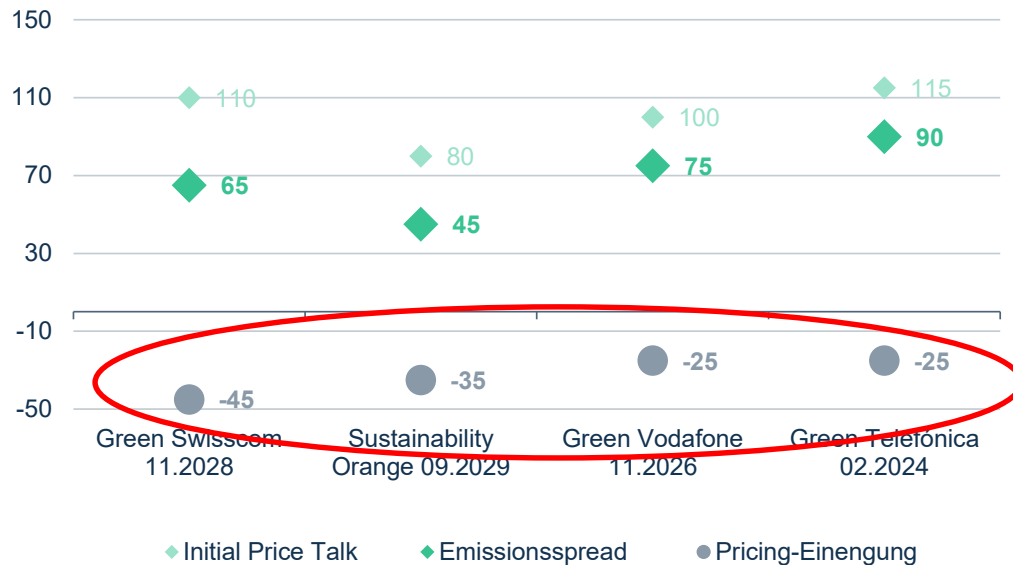 150
110
70
30
-10
-50
110
80
100
115
65
45
75
90
-45
-35
-25
-25
Green Swisscom
11.2028
Sustainability
Orange 09.2029
Green Vodafone
11.2026
Green Telefónica
02.2024
Initial Price Talk
Emissionsspread
Pricing-Einengung